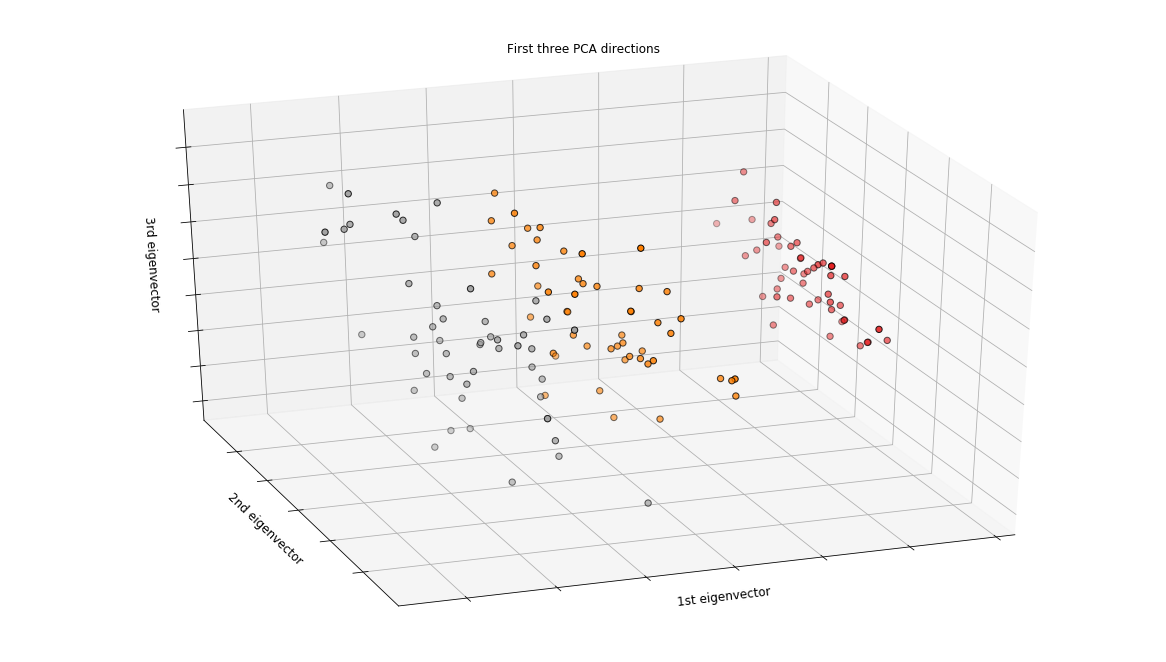 First three PCA directions
3rd eigenvector
2nd eigenvector
1st eigenvector